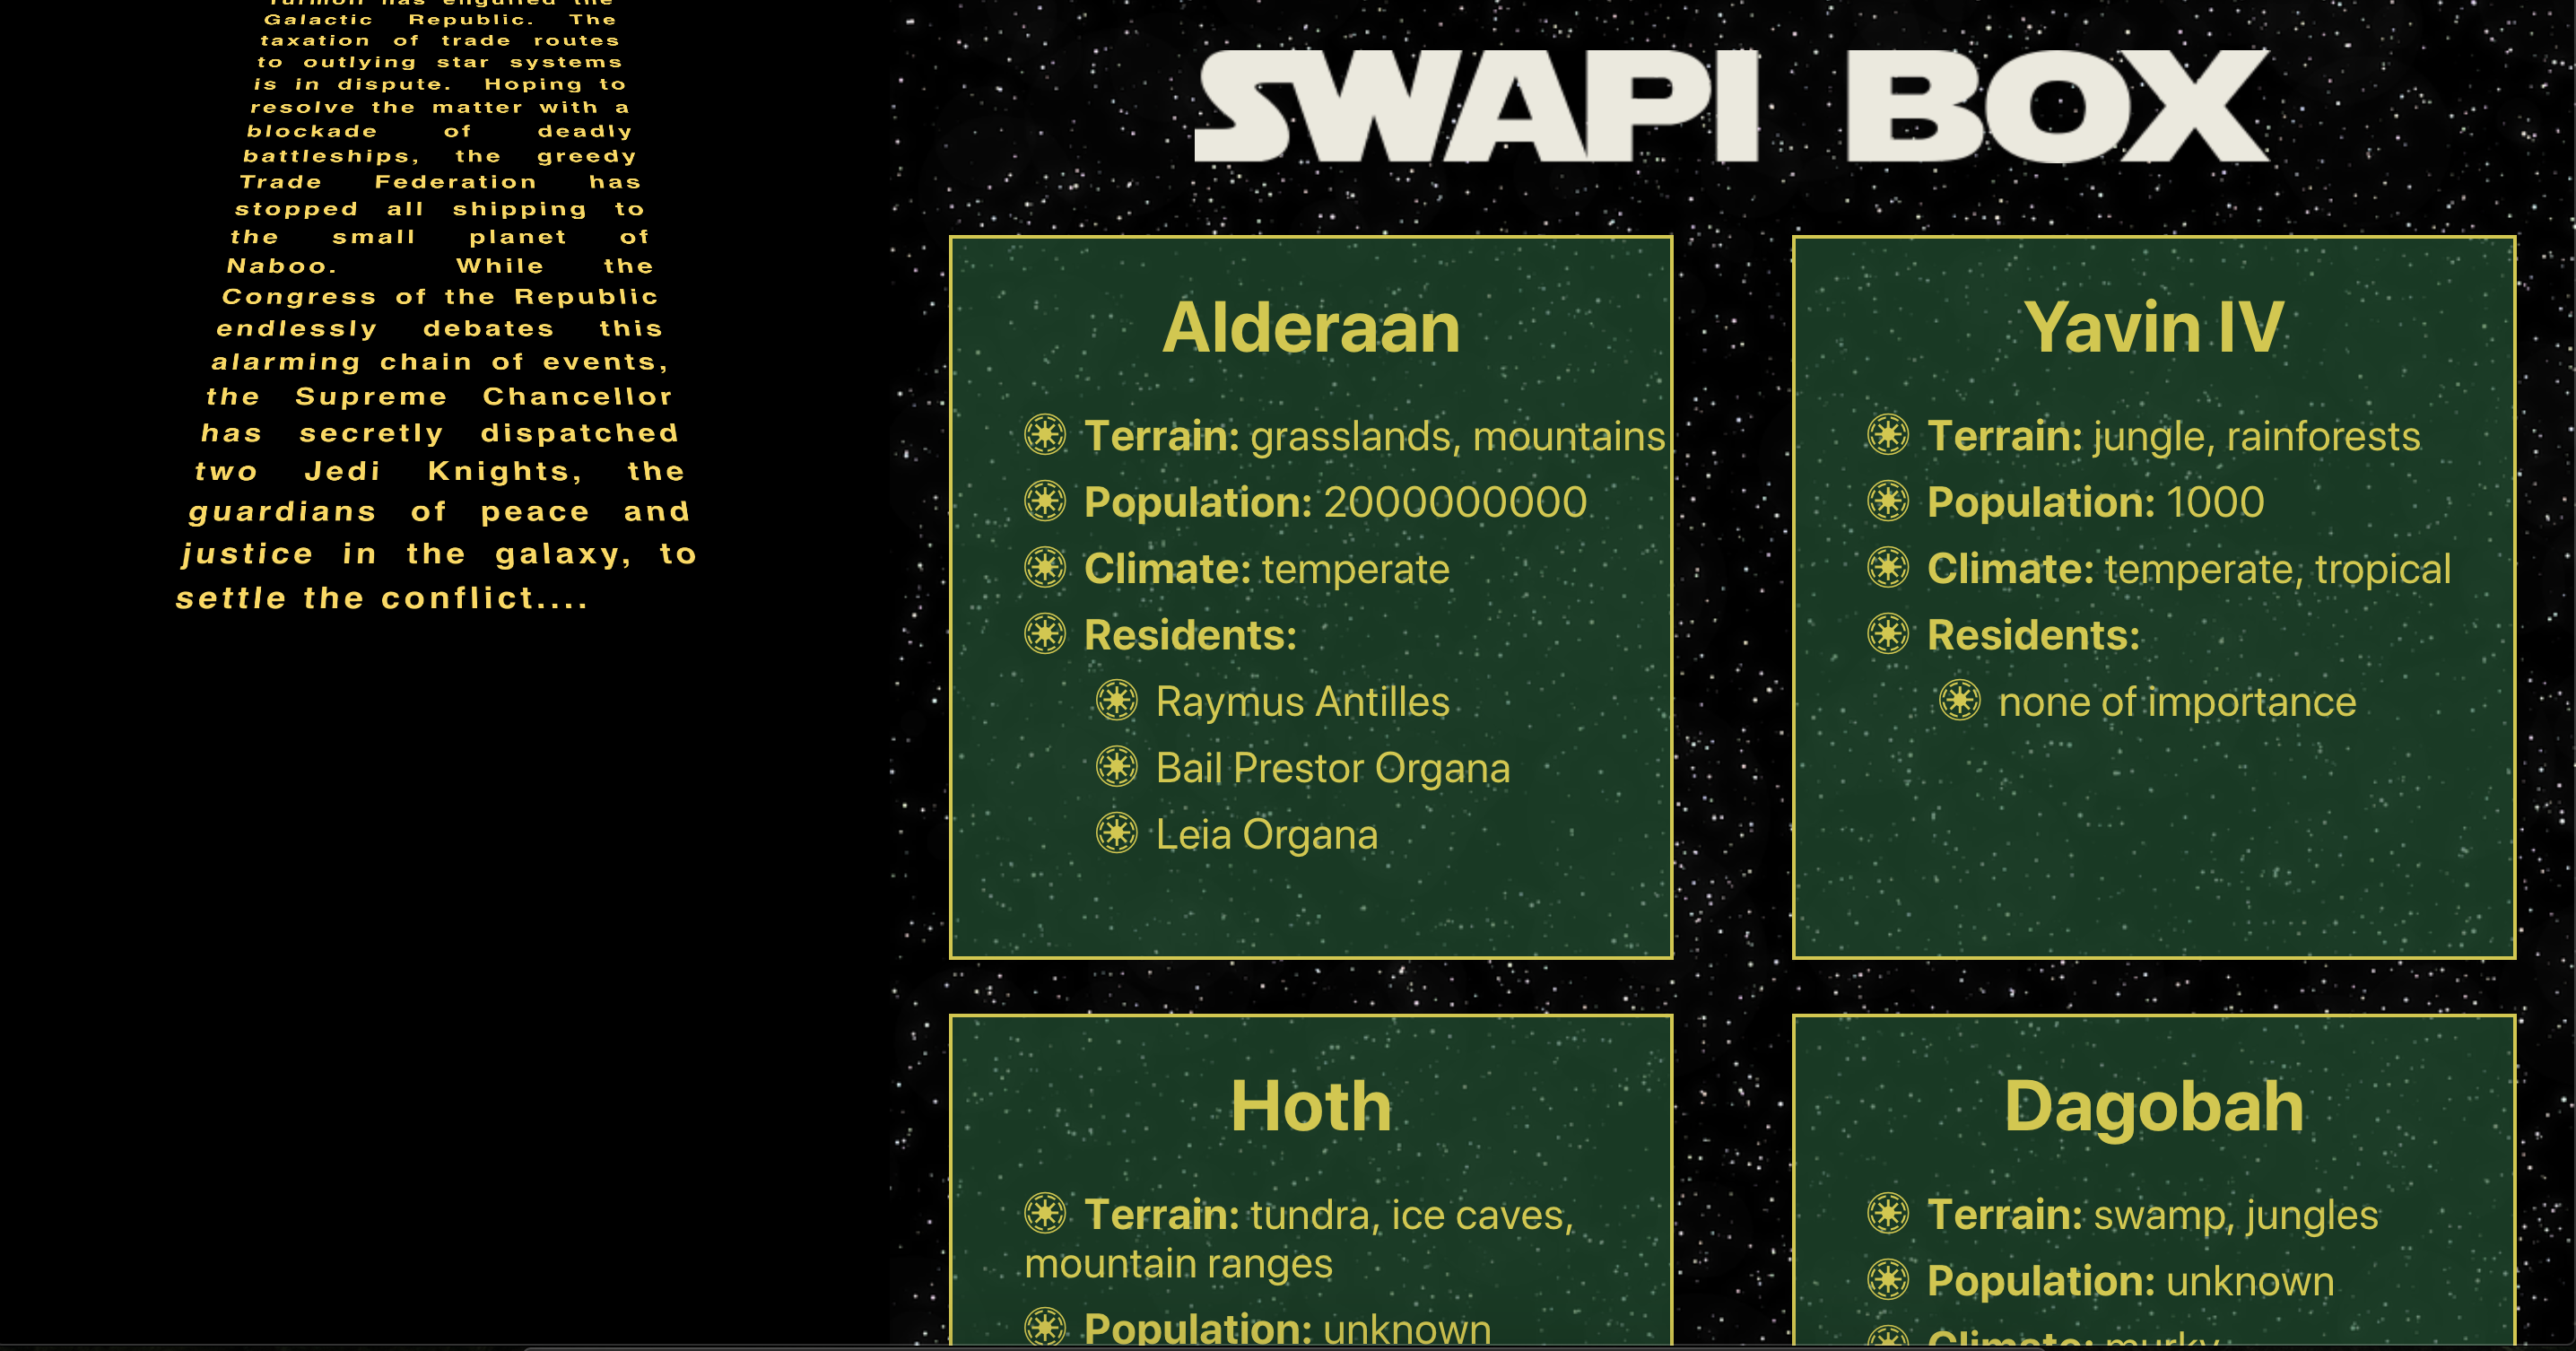 Turmoil has engulfed the
Galactic Republic. The
taxation of trade routes
to outlying star systems
is in dispute. Hoping to
resolve the matter with a
blockade of deadly
battleships, the greedy
Trade Federation has
stopped all shipping to
the small planet of
Naboo. While the
Congress of the Republic
endlessly debates this
alarming chain of events,
the Supreme Chancellor
has secretly dispatched
two Jedi Knights, the
guardians of peace and
justice in the galaxy, to
settle the conflict....
SWAPI BOX
Alderaan
Terrain: grasslands, mountains
Population: 2000000000
Climate: temperate
Residents:
Raymus Antilles
Bail Prestor Organa
Leia Organa
Yavin IV
Terrain: jungle, rainforests
Population: 1000
Climate: temperate, tropical
Residents:
none of importance
Hoth
Terrain: tundra, ice caves,
mountain ranges
Population: unknown
Dagobah
Terrain: swamp, jungles
Population: unknown
Climate: murky